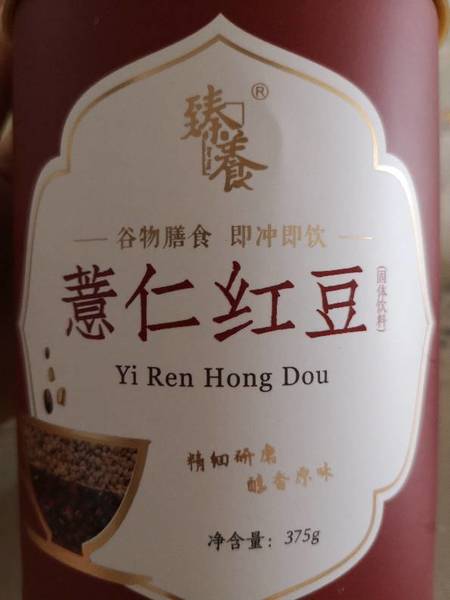 臻養®
谷物膳食 即冲即饮
薏仁红豆
(固体饮料)
Yi Ren Hong Dou
精细研磨
醇香原味
净含量：375g